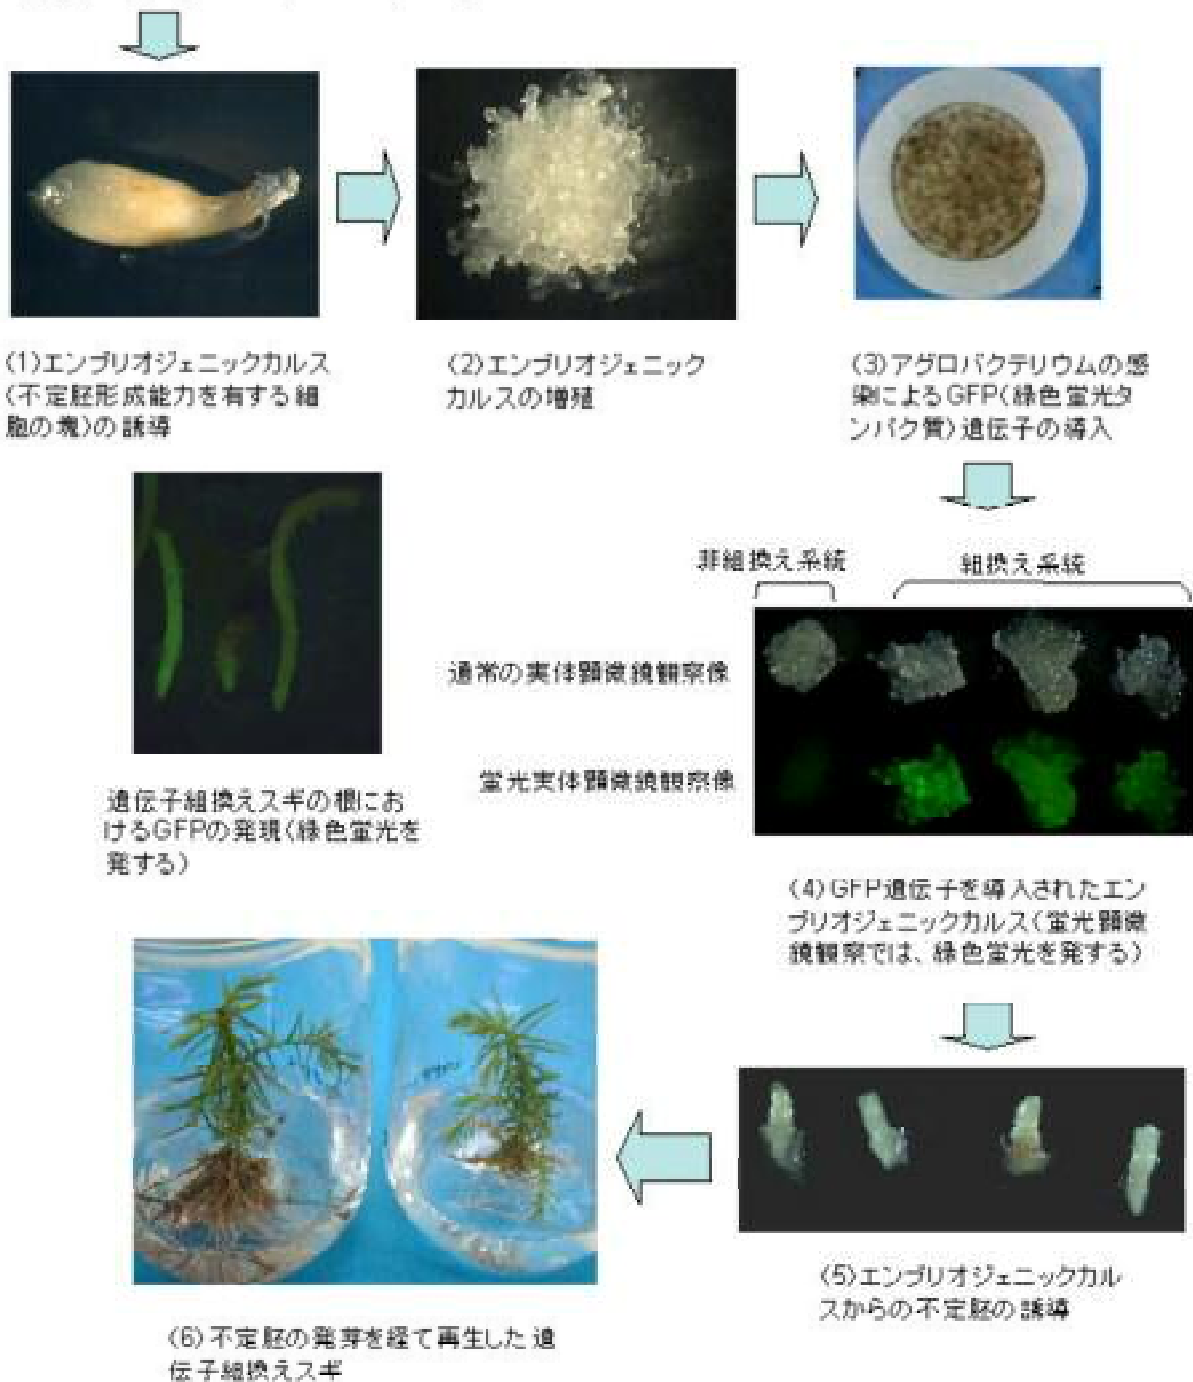 (1)エンブリオジェニックカルス
(不定胚形成能力を有する細
胞の塊)の誘導
(2)エンブリオジェニック
カルスの増殖
(3)アグロバクテリウムの感
染によるGFP(緑色蛍光タ
ンパク質)遺伝子の導入
非組換え系統
組換え系統
通常の実体顕微鏡観察像
蛍光実体顕微鏡観察像
遺伝子組換えスギの根にお
けるGFPの発現(緑色蛍光を
発する)
(4)GFP遺伝子を導入されたエン
ブリオジェニックカルス(蛍光顕微
鏡観察では、緑色蛍光を発する)
(5)エンブリオジェニックカル
スからの不定胚の誘導
(6)不定胚の発芽を経て再生した遺
伝子組換えスギ